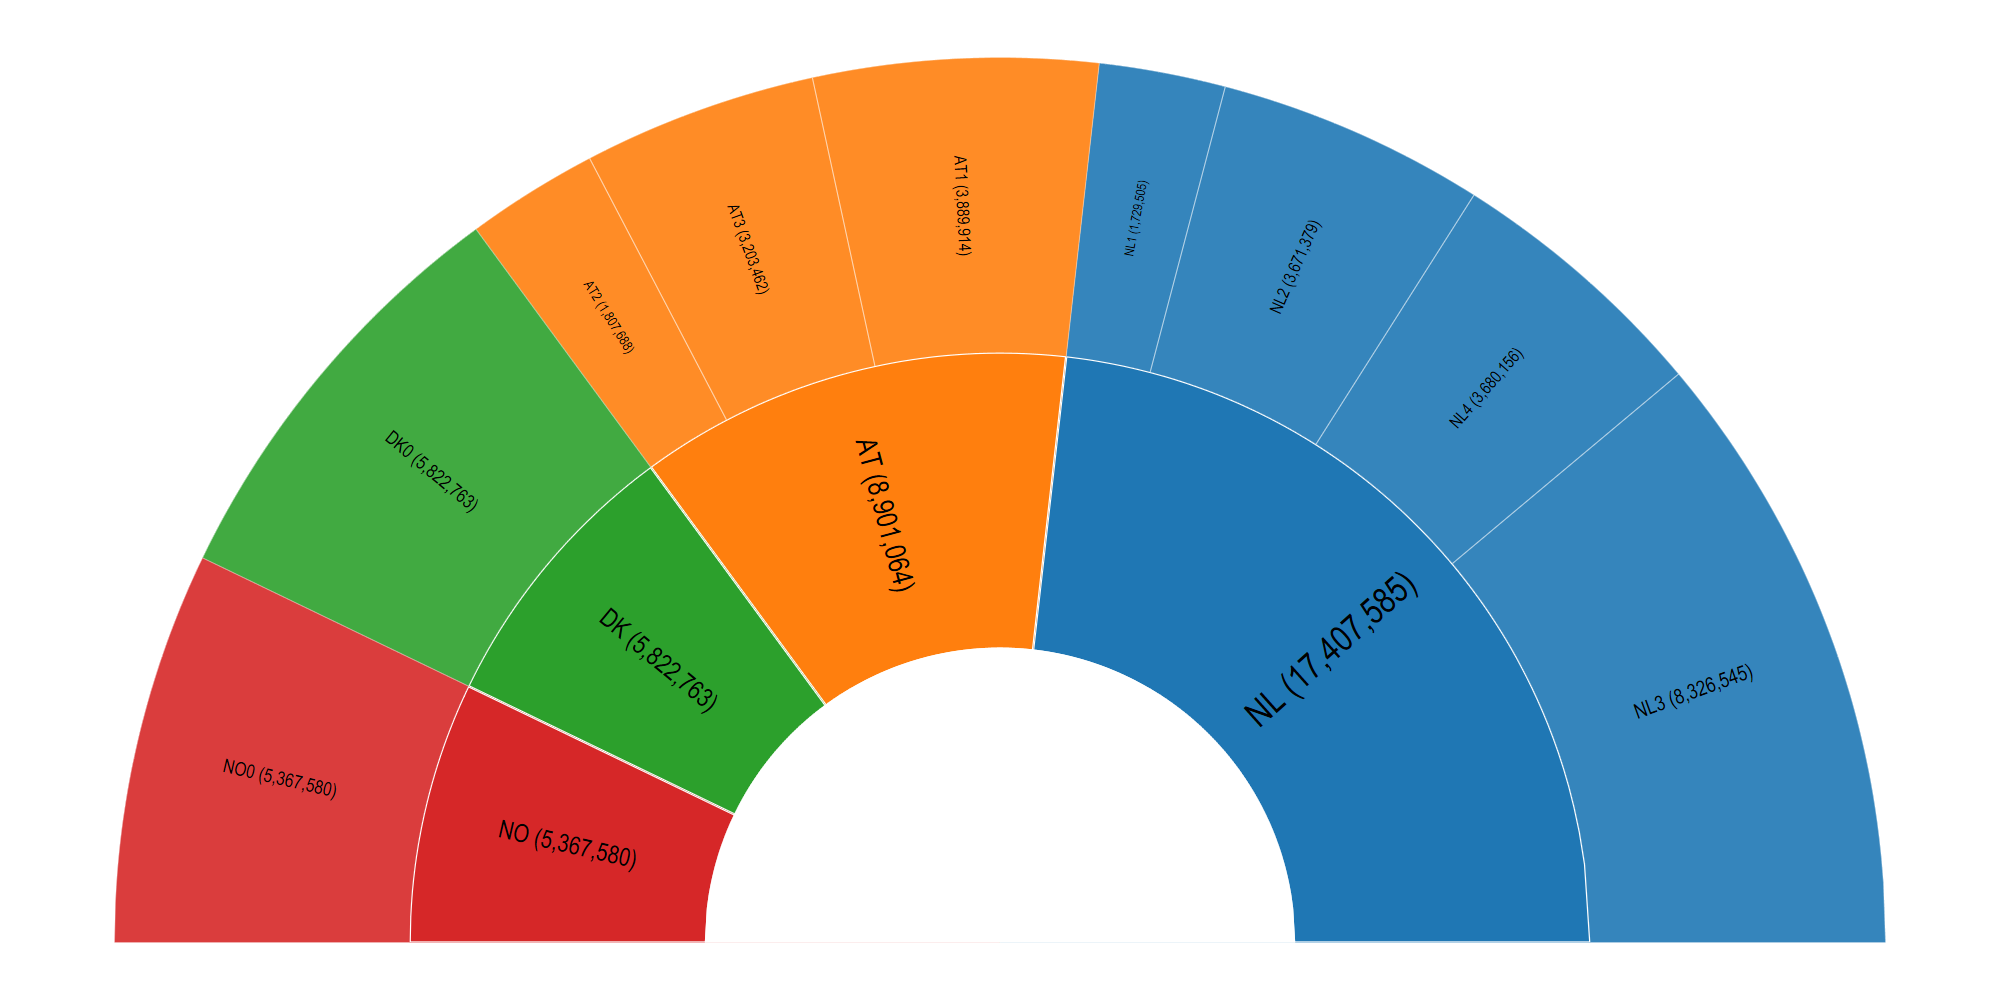 AT1 (3,889,914)
NL1 (1,729,505)
AT3 (3,203,462)
NL2 (3,671,379)
AT2 (1,807,688)
NL4 (3,680,156)
DK0 (5,822,763)
AT (8,901,064)
NL (17,407,585)
DK (5,822,763)
NL3 (8,326,545)
NO0 (5,367,580)
NO (5,367,580)